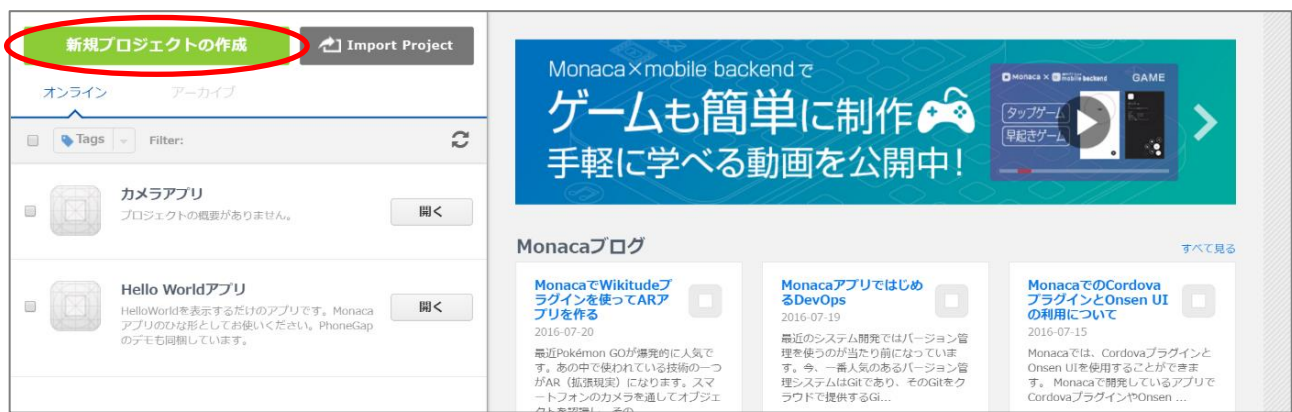 新規プロジェクトの作成
Import Project
オンライン
アーカイブ
Tags
Filter:
カメラアプリ
プロジェクトの概要がありません。
開く
Hello Worldアプリ
HelloWorldを表示するだけのアプリです。Monaca
アプリのひな形としてお使いください。PhoneGap
のデモも同梱しています。
開く
Monaca×mobile backendで
ゲームも簡単に制作
手軽に学べる動画を公開中!
Monaca × mobile backend
GAME
タップゲーム
早起きゲーム
Monacaブログ
すべて見る
MonacaでWikitudeプ
ラグインを使ってARア
プリを作る
2016-07-20
最近Pokémon GOが爆発的に人気で
す。あの中で使われている技術の一つ
がAR（拡張現実）になります。スマ
ートフォンのカメラを通してオブジェ
クトを認識し、その...
Monacaアプリではじめ
るDevOps
2016-07-19
最近のシステム開発ではバージョン管
理を使うのが当たり前になっていま
す。今、一番人気のあるバージョン管
理システムはGitであり、そのGitをク
ラウドで提供するGi...
MonacaでのCordova
プラグインとOnsen UI
の利用について
2016-07-15
Monacaでは、Cordovaプラグインと
Onsen UIを使用することができま
す。 Monacaで開発しているアプリで
CordovaプラグインやOnsen ...